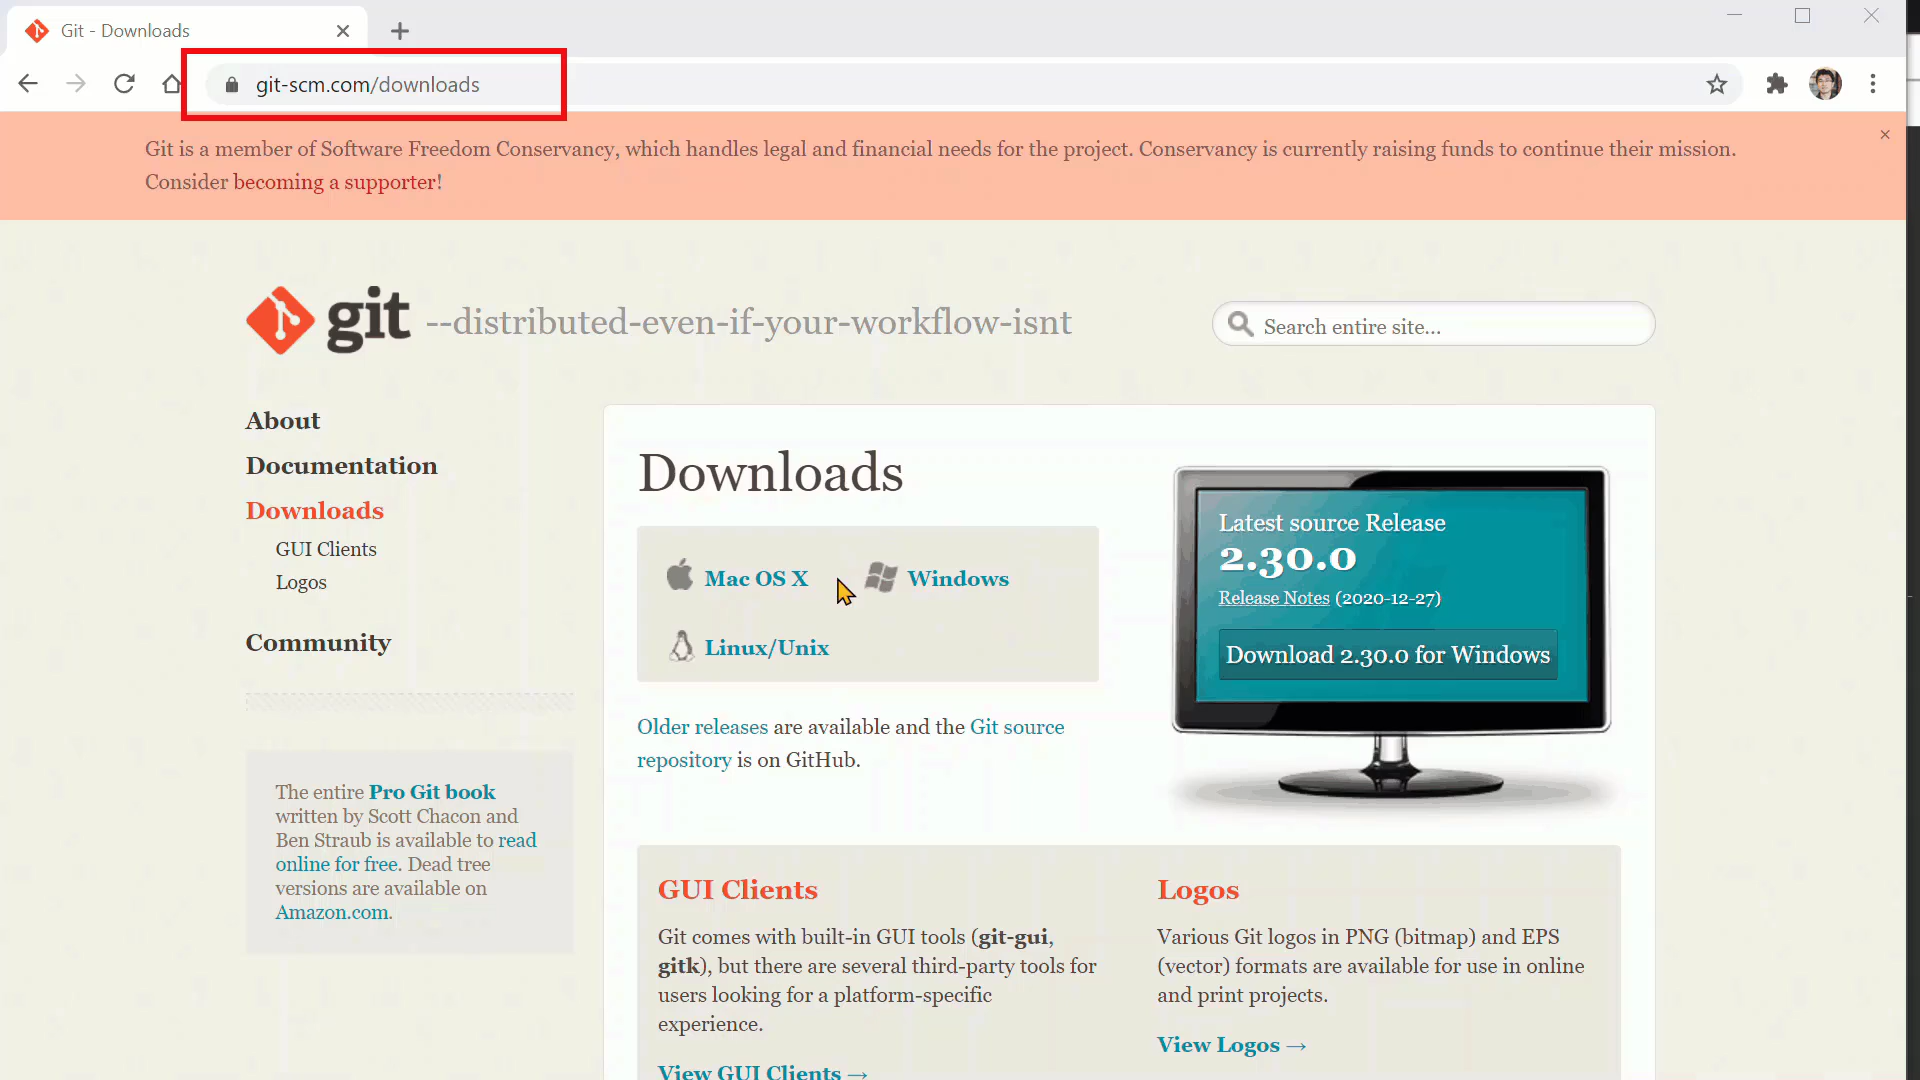 Git - Downloads
git-scm.com/downloads
Git is a member of Software Freedom Conservancy, which handles legal and financial needs for the project. Conservancy is currently raising funds to continue their mission.
Consider becoming a supporter!
git --distributed-even-if-your-workflow-isnt
Search entire site...
About
Documentation
Downloads
GUI Clients
Logos
Community
The entire Pro Git book
written by Scott Chacon and
Ben Straub is available to read
online for free. Dead tree
versions are available on
Amazon.com.
Downloads
Mac OS X
Windows
Linux/Unix
Older releases are available and the Git source
repository is on GitHub.
Latest source Release
2.30.0
Release Notes (2020-12-27)
Download 2.30.0 for Windows
GUI Clients
Git comes with built-in GUI tools (git-gui,
gitk), but there are several third-party tools for
users looking for a platform-specific
experience.
View GUI Clients →
Logos
Various Git logos in PNG (bitmap) and EPS
(vector) formats are available for use in online
and print projects.
View Logos →